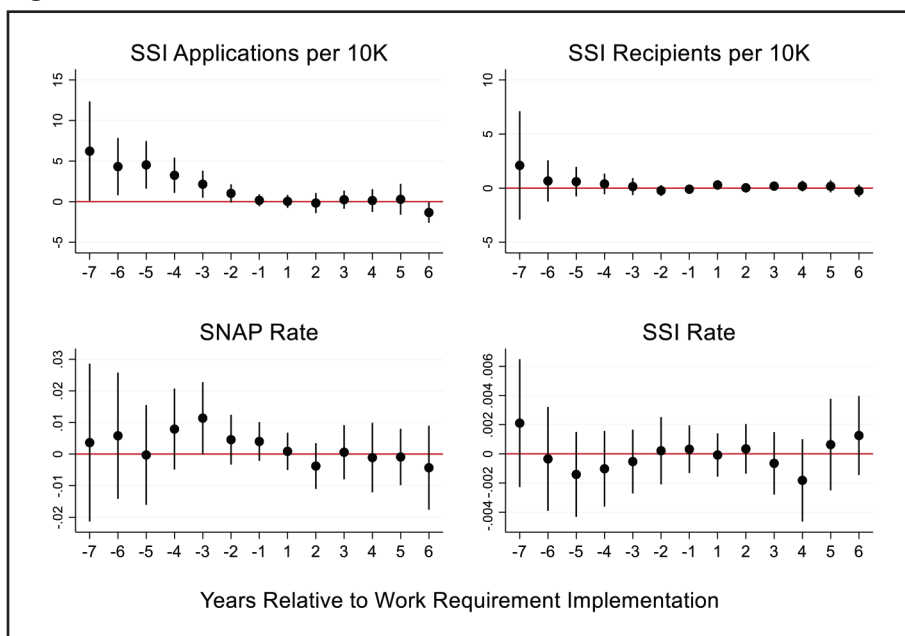 SSI Applications per 10K
15
10
5
0
-5
-7 -6 -5 -4 -3 -2 -1 1 2 3 4 5 6
SSI Recipients per 10K
10
5
0
-5
-7 -6 -5 -4 -3 -2 -1 1 2 3 4 5 6
SNAP Rate
.03
.02
.01
0
-.01
-.02
-7 -6 -5 -4 -3 -2 -1 1 2 3 4 5 6
SSI Rate
.006
.004
.002
0
-.002
-.004
-7 -6 -5 -4 -3 -2 -1 1 2 3 4 5 6
Years Relative to Work Requirement Implementation